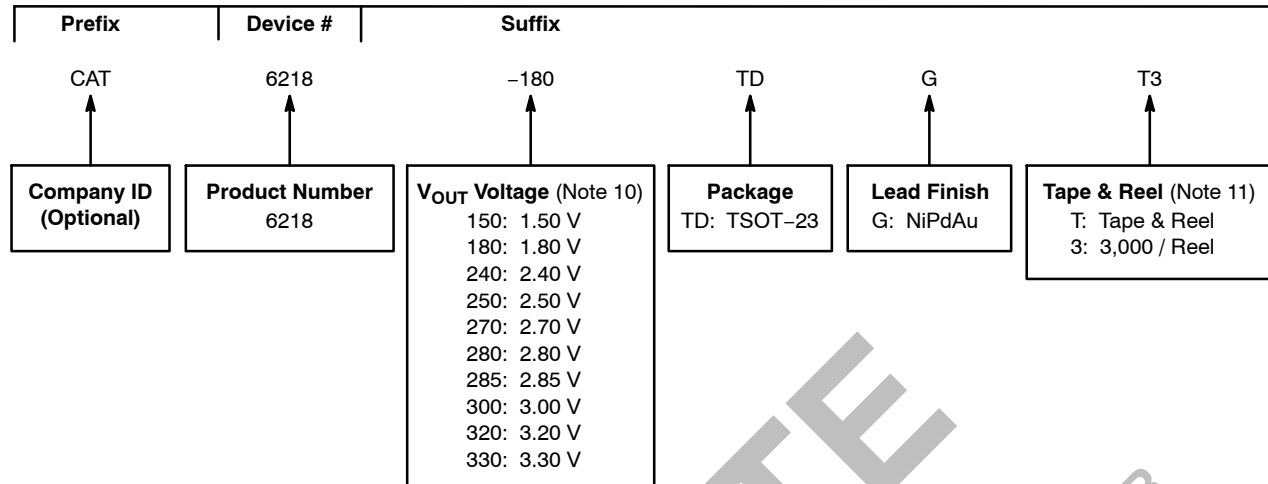 Prefix Device # Suffix
CAT 6218 −180 TD G T3
Company ID
(Optional)
Product Number
6218
VOUT Voltage (Note 10)
150: 1.50 V
180: 1.80 V
240: 2.40 V
250: 2.50 V
270: 2.70 V
280: 2.80 V
285: 2.85 V
300: 3.00 V
320: 3.20 V
330: 3.30 V
Package
TD: TSOT−23
Lead Finish
G: NiPdAu
Tape & Reel (Note 11)
T: Tape & Reel
3: 3,000 / Reel
TE